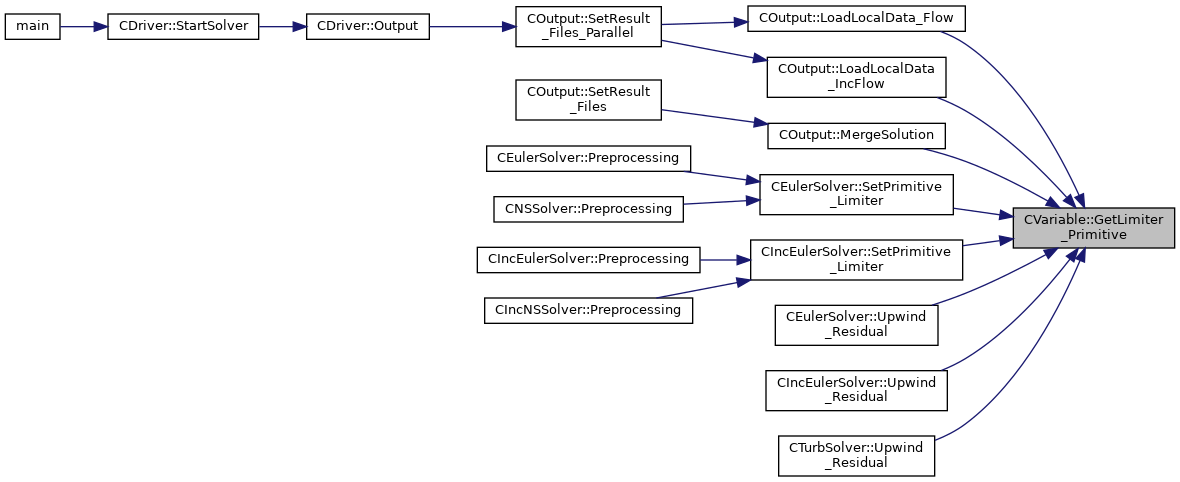 main
CDriver::StartSolver
CDriver::Output
COutput::SetResult
_Files_Parallel
COutput::LoadLocalData_Flow
COutput::LoadLocalData
_IncFlow
COutput::SetResult
_Files
COutput::MergeSolution
CEulerSolver::Preprocessing
CNSSolver::Preprocessing
CEulerSolver::SetPrimitive
_Limiter
CVariable::GetLimiter
_Primitive
CIncEulerSolver::Preprocessing
CIncNSSolver::Preprocessing
CIncEulerSolver::SetPrimitive
_Limiter
CEulerSolver::Upwind
_Residual
CIncEulerSolver::Upwind
_Residual
CTurbSolver::Upwind
_Residual